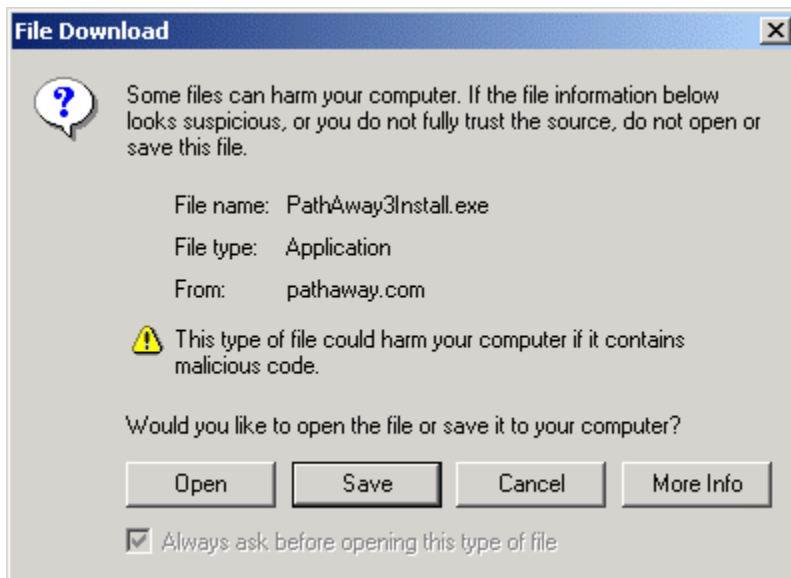 File Download
Some files can harm your computer. If the file information below
looks suspicious, or you do not fully trust the source, do not open or
save this file.
File name: PathAway3Install.exe
File type: Application
From: pathaway.com
This type of file could harm your computer if it contains
malicious code.
Would you like to open the file or save it to your computer?
Open Save Cancel More Info
Always ask before opening this type of file